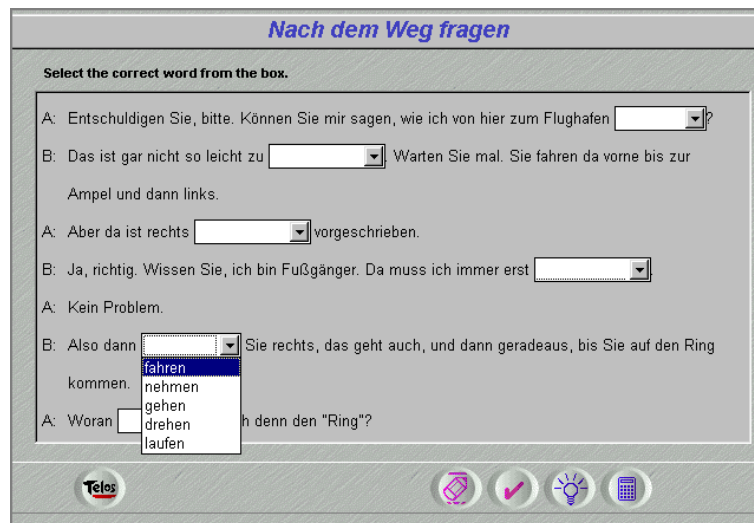 Nach dem Weg fragen
Select the correct word from the box.
A: Entschuldigen Sie, bitte. Können Sie mir sagen, wie ich von hier zum Flughafen ?
B: Das ist gar nicht so leicht zu . Warten Sie mal. Sie fahren da vorne bis zur
Ampel und dann links.
A: Aber da ist rechts vorgeschrieben.
B: Ja, richtig. Wissen Sie, ich bin Fußgänger. Da muss ich immer erst .
A: Kein Problem.
B: Also dann Sie rechts, das geht auch, und dann geradeaus, bis Sie auf den Ring
fahren
kommen.
nehmen
gehen
A: Woran h denn den "Ring"?
drehen
laufen
Telos